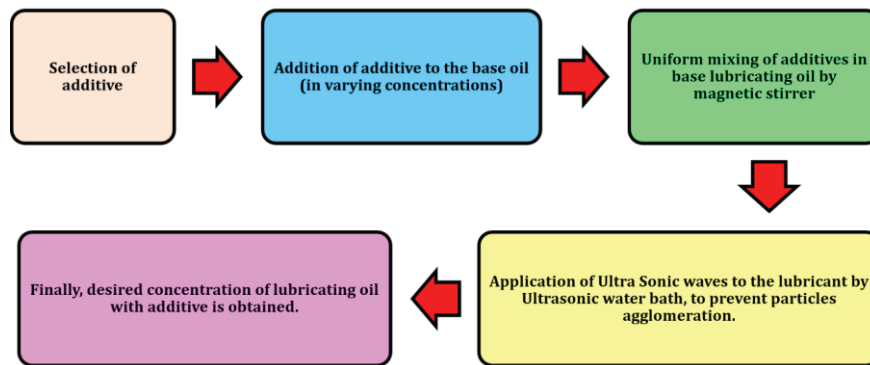 Selection of
additive
Addition of additive to the base oil
(in varying concentrations)
Uniform mixing of additives in
base lubricating oil by
magnetic stirrer
Application of Ultra Sonic waves to the lubricant by
Ultrasonic water bath, to prevent particles
agglomeration.
Finally, desired concentration of lubricating oil
with additive is obtained.